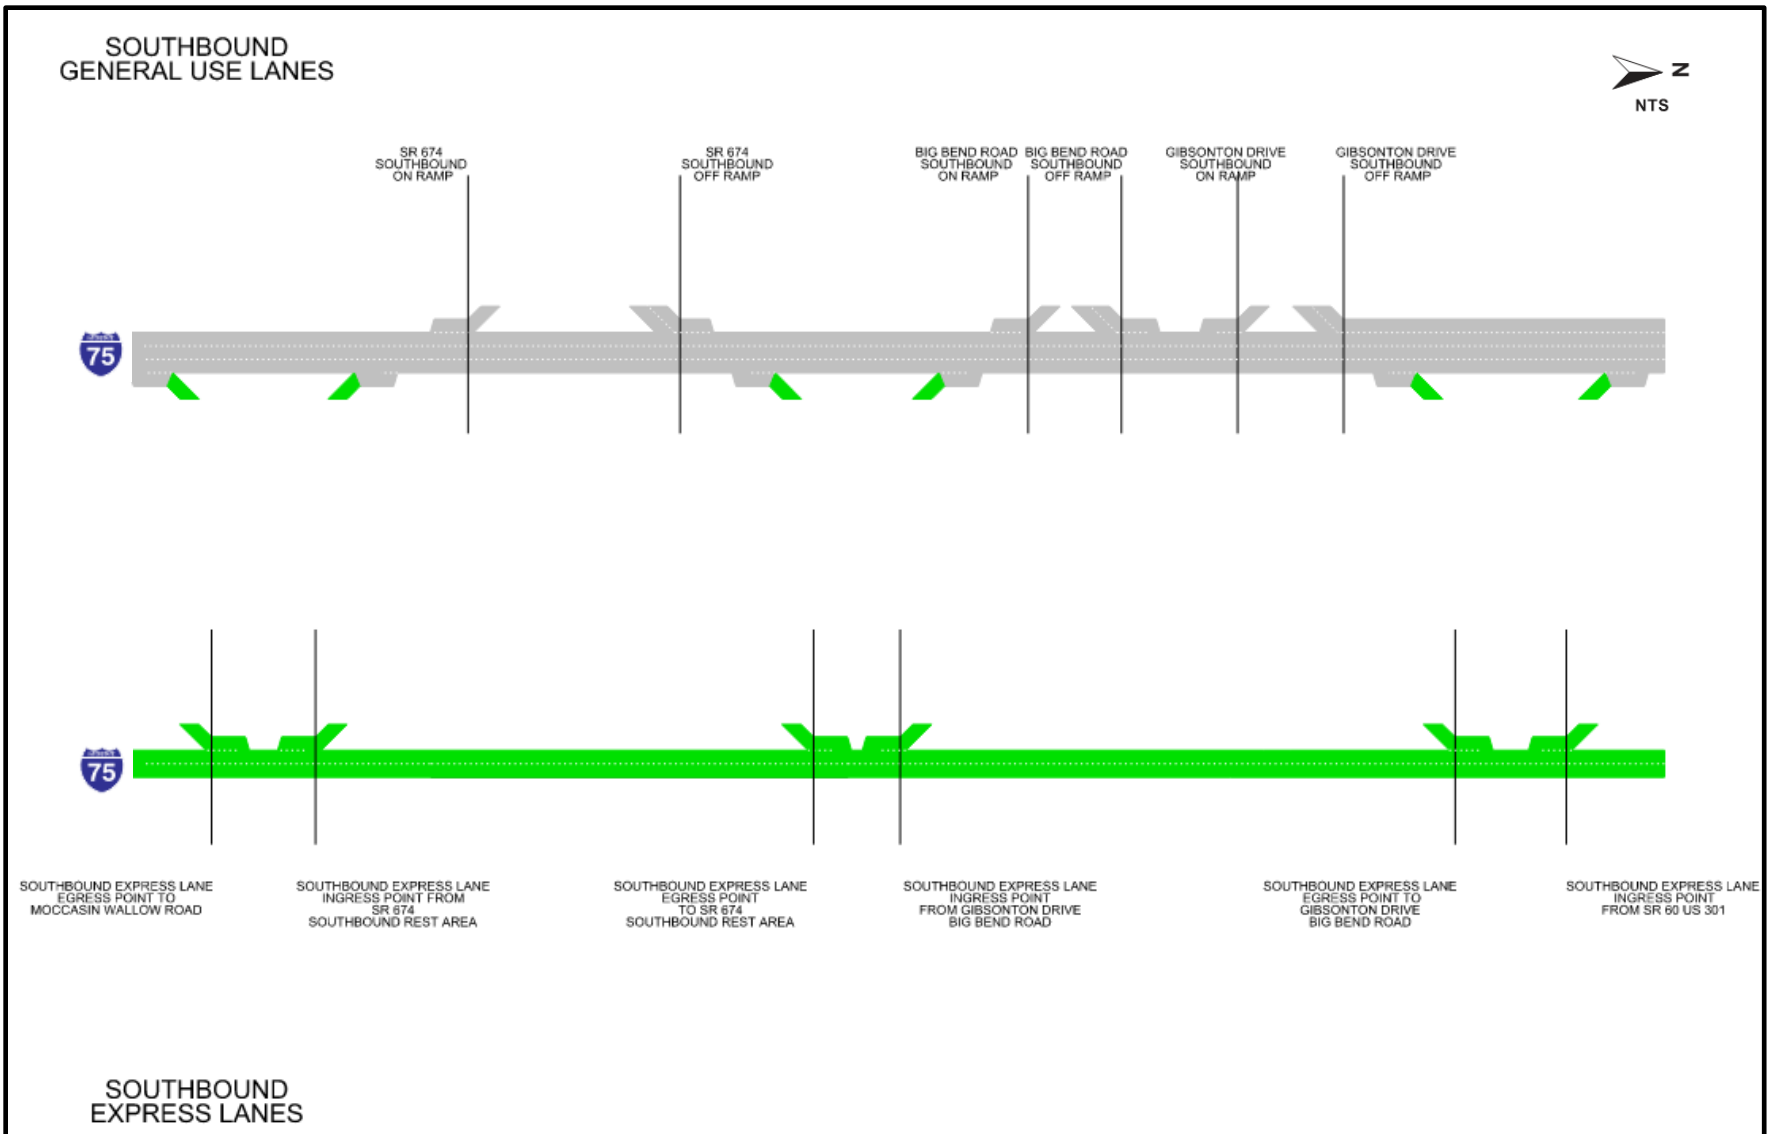 SOUTHBOUND
GENERAL USE LANES
N
NTS
SR 674
SOUTHBOUND
ON RAMP
SR 674
SOUTHBOUND
OFF RAMP
BIG BEND ROAD
SOUTHBOUND
ON RAMP
BIG BEND ROAD
SOUTHBOUND
OFF RAMP
GIBSONTON DRIVE
SOUTHBOUND
ON RAMP
GIBSONTON DRIVE
SOUTHBOUND
OFF RAMP
75
75
SOUTHBOUND EXPRESS LANE
EGRESS POINT TO
MOCCASIN WALLOW ROAD
SOUTHBOUND EXPRESS LANE
INGRESS POINT FROM
SR 674
SOUTHBOUND REST AREA
SOUTHBOUND EXPRESS LANE
EGRESS POINT
TO SR 674
SOUTHBOUND REST AREA
SOUTHBOUND EXPRESS LANE
INGRESS POINT
FROM GIBSONTON DRIVE
BIG BEND ROAD
SOUTHBOUND EXPRESS LANE
EGRESS POINT TO
GIBSONTON DRIVE
BIG BEND ROAD
SOUTHBOUND EXPRESS LANE
INGRESS POINT
FROM SR 60 US 301
SOUTHBOUND
EXPRESS LANES